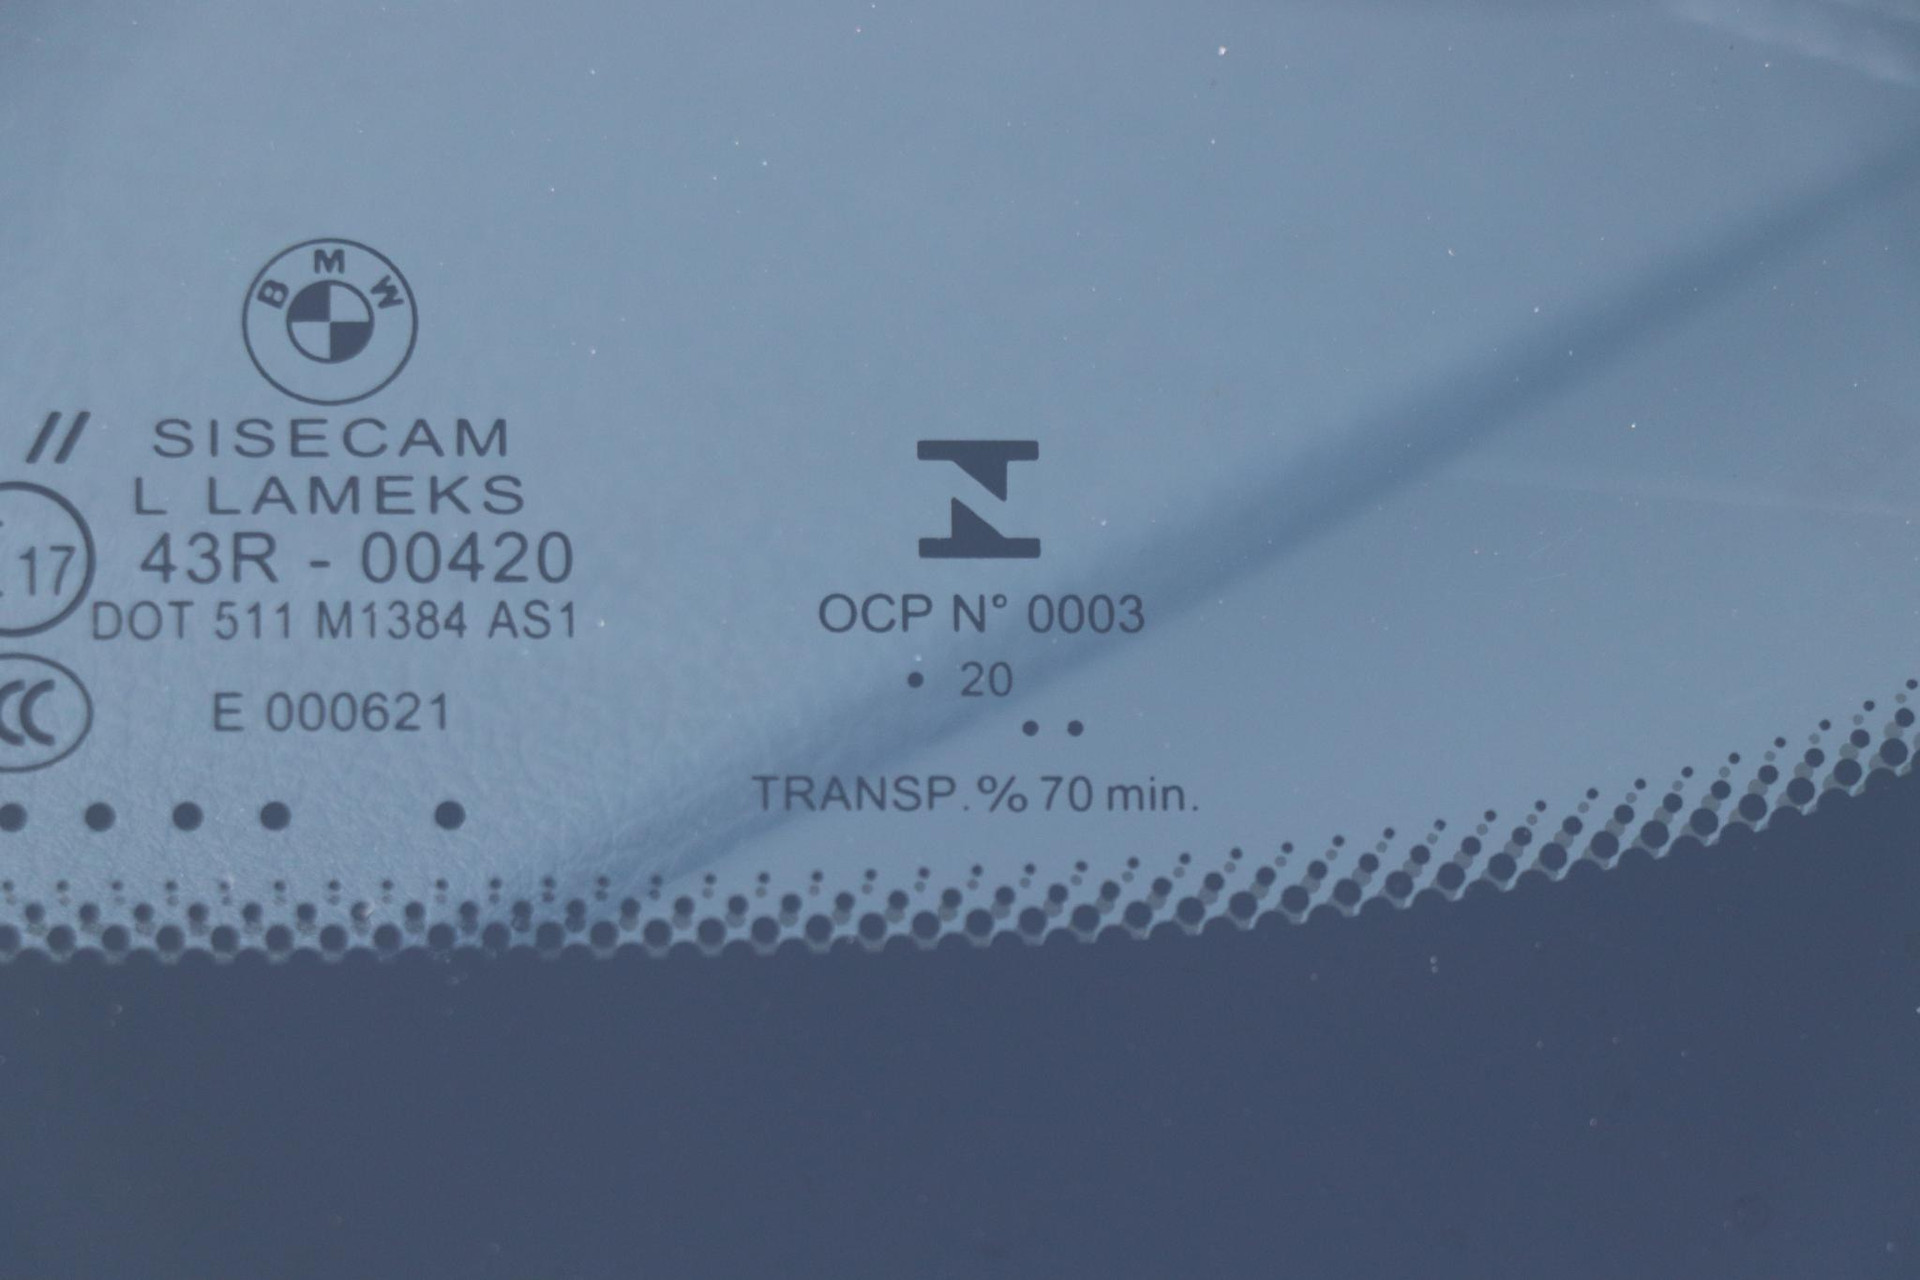 BMW
//
SISECAM
L LAMEKS
17
43R - 00420
DOT 511 M1384 AS1
E 000621
OCP N° 0003
• 20
• •
TRANSP.% 70 min.